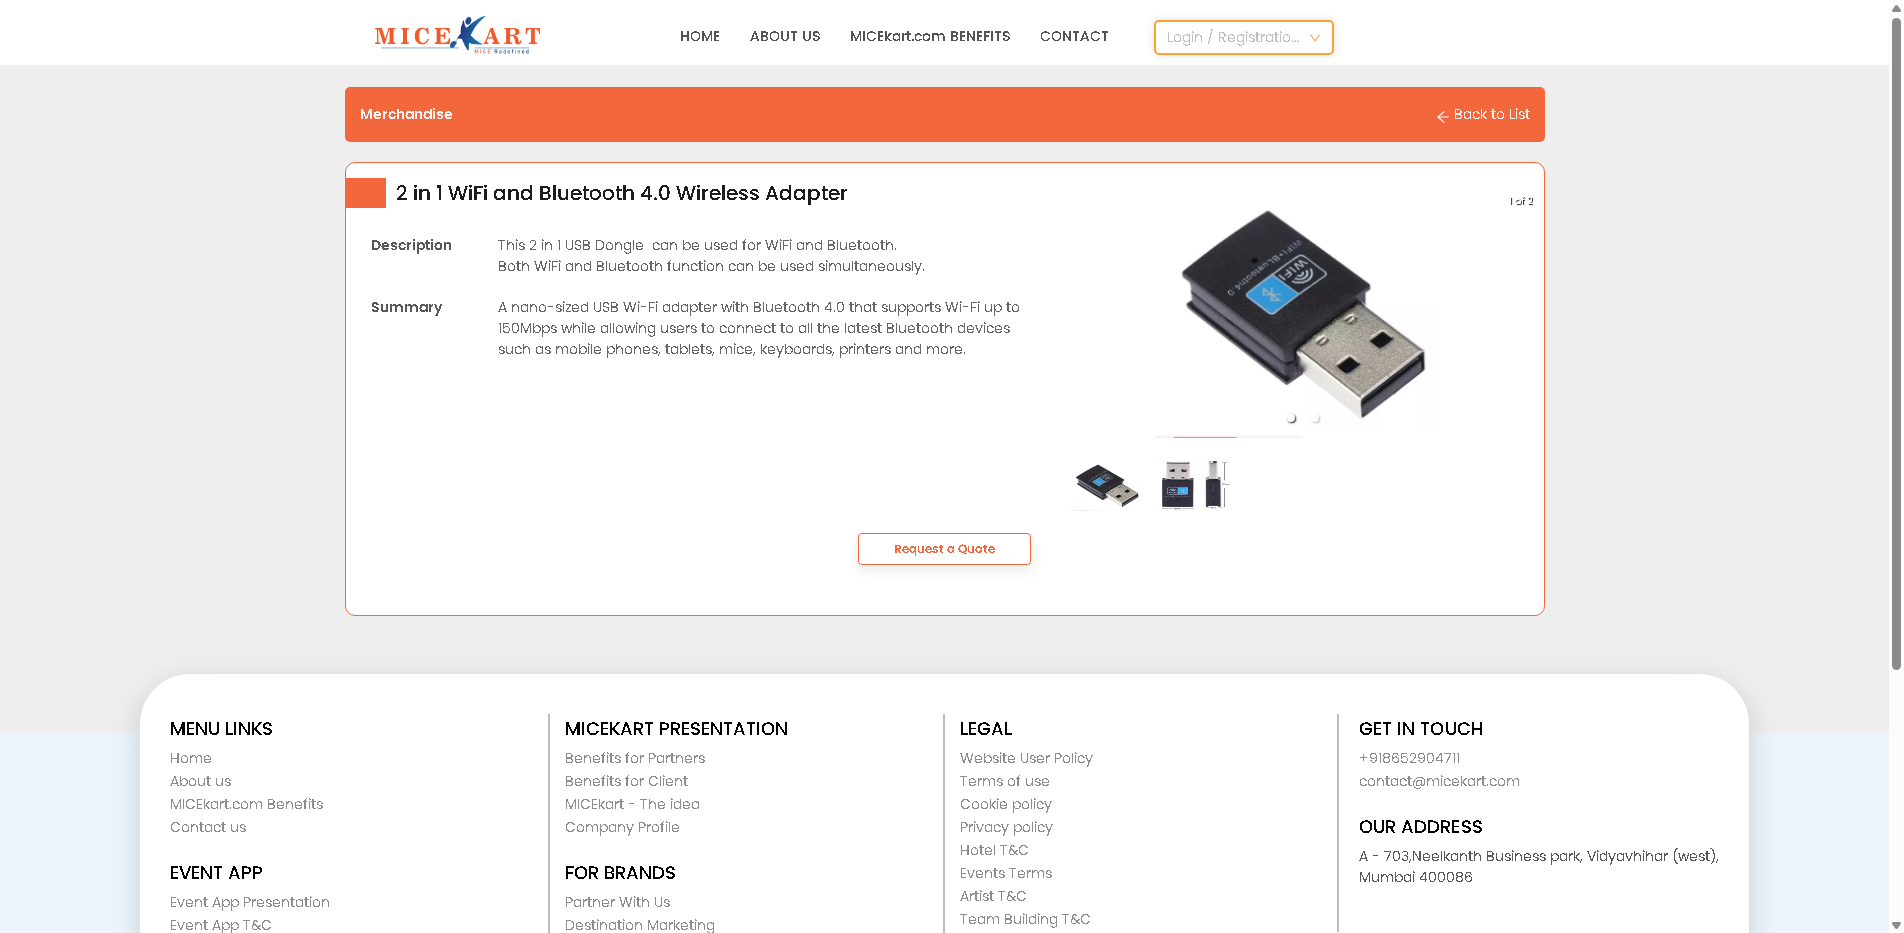 MICEKART
MICE Redefined
HOME
ABOUT US
MICEkart.com BENEFITS
CONTACT
Login / Registratio...
Merchandise
Back to List
2 in 1 WiFi and Bluetooth 4.0 Wireless Adapter
1 of 2
Description
This 2 in 1 USB Dongle can be used for WiFi and Bluetooth.
Both WiFi and Bluetooth function can be used simultaneously.
Summary
A nano-sized USB Wi-Fi adapter with Bluetooth 4.0 that supports Wi-Fi up to
150Mbps while allowing users to connect to all the latest Bluetooth devices
such as mobile phones, tablets, mice, keyboards, printers and more.
WiFi
WiFi+Bluetooth4.0
Request a Quote
MENU LINKS
Home
About us
MICEkart.com Benefits
Contact us
EVENT APP
Event App Presentation
Event App T&C
MICEKART PRESENTATION
Benefits for Partners
Benefits for Client
MICEkart - The idea
Company Profile
FOR BRANDS
Partner With Us
Destination Marketing
LEGAL
Website User Policy
Terms of use
Cookie policy
Privacy policy
Hotel T&C
Events Terms
Artist T&C
Team Building T&C
GET IN TOUCH
+918652904711
contact@micekart.com
OUR ADDRESS
A - 703,Neelkanth Business park, Vidyavhihar (west),
Mumbai 400086